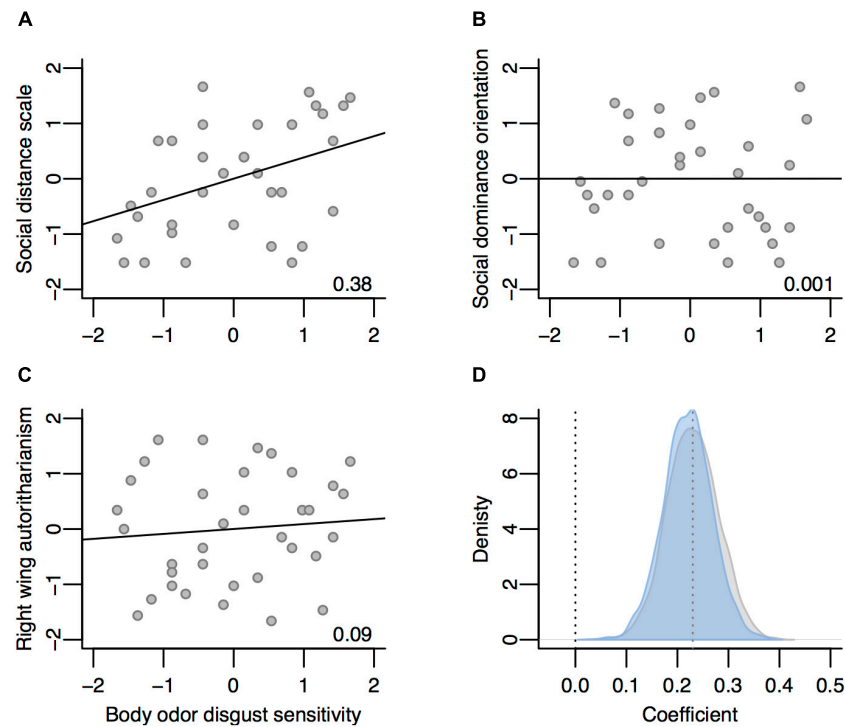 A
Social distance scale
2
1
0
−1
−2
0.38
−2 −1 0 1 2
B
Social dominance orientation
2
1
0
−1
−2
0.001
−2 −1 0 1 2
C
Right wing autoritharianism
2
1
0
−1
−2
0.09
−2 −1 0 1 2
Body odor disgust sensitivity
D
Denisty
8
6
4
2
0
0.0 0.1 0.2 0.3 0.4 0.5
Coefficient